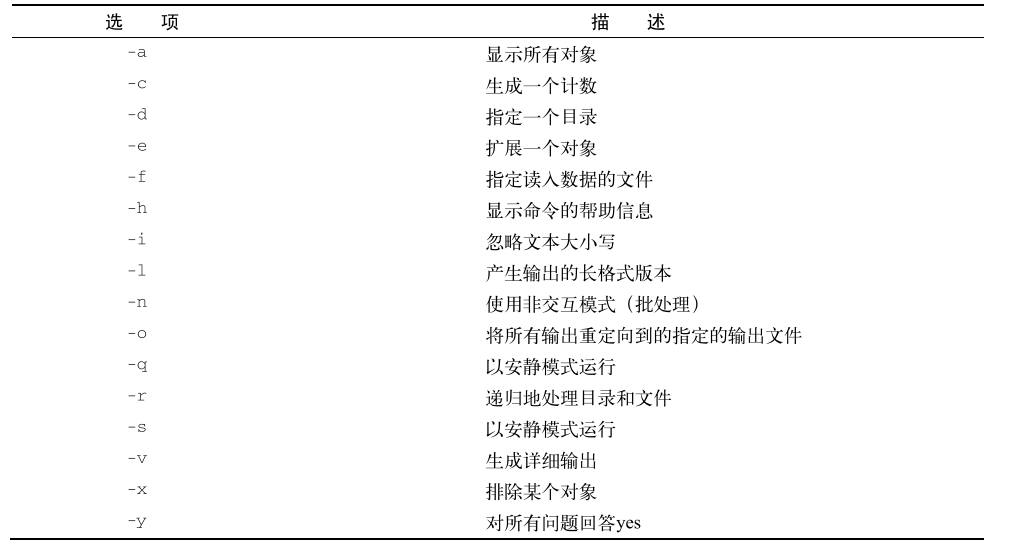 选 项 描 述
-a 显示所有对象
-c 生成一个计数
-d 指定一个目录
-e 扩展一个对象
-f 指定读入数据的文件
-h 显示命令的帮助信息
-i 忽略文本大小写
-l 产生输出的长格式版本
-n 使用非交互模式（批处理）
-o 将所有输出重定向到的指定的输出文件
-q 以安静模式运行
-r 递归地处理目录和文件
-s 以安静模式运行
-v 生成详细输出
-x 排除某个对象
-y 对所有问题回答yes